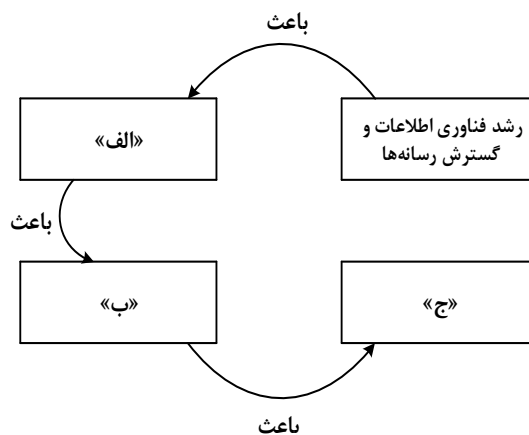 باعث
رشد فناوری اطلاعات و
گسترش رسانه‌ها
«الف»
باعث
«ب»
«ج»
باعث